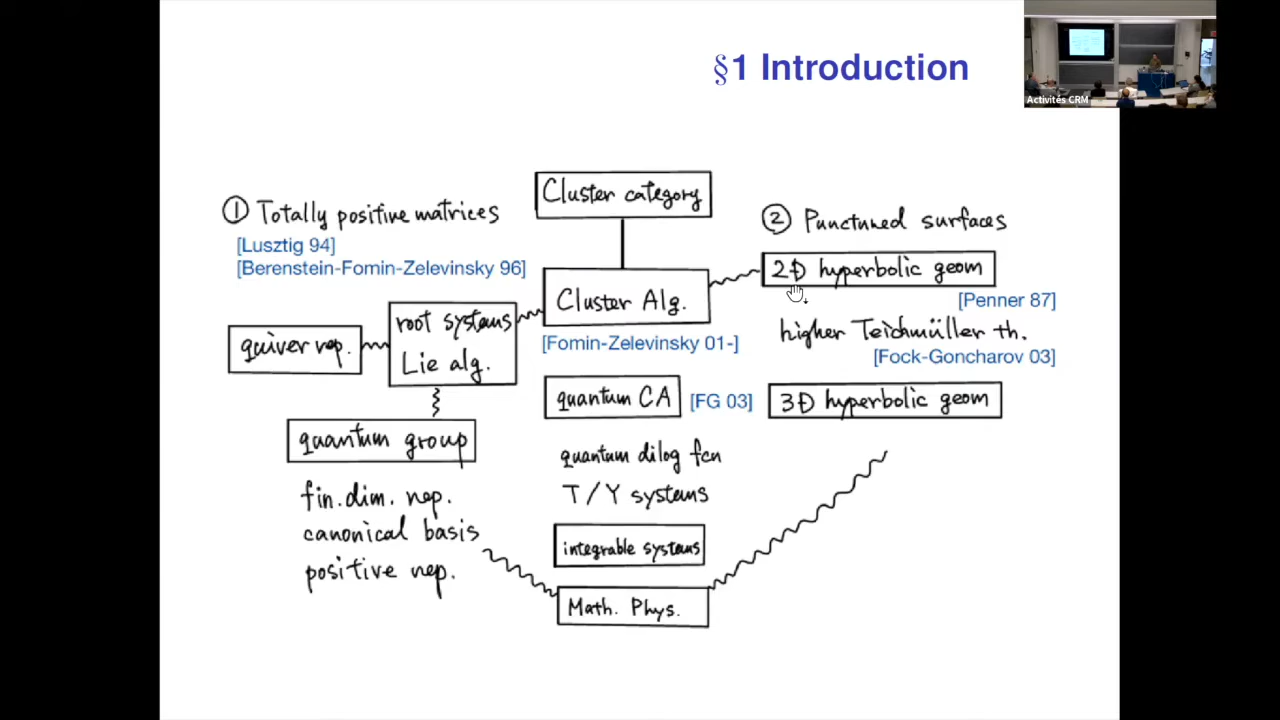 §1 Introduction
Activités CRM
Cluster category
① Totally positive matrices
[Lusztig 94]
[Berenstein-Fomin-Zelevinsky 96]
② Punctured surfaces
2D hyperbolic geom
[Penner 87]
Cluster Alg.
[Fomin-Zelevinsky 01-]
higher Teichmüller th.
[Fock-Goncharov 03]
quiver rep.
root systems
Lie alg.
quantum CA
[FG 03]
3D hyperbolic geom
quantum group
quantum dilog fcn
T/Y systems
fin. dim. rep.
canonical basis
positive rep.
integrable systems
Math. Phys.